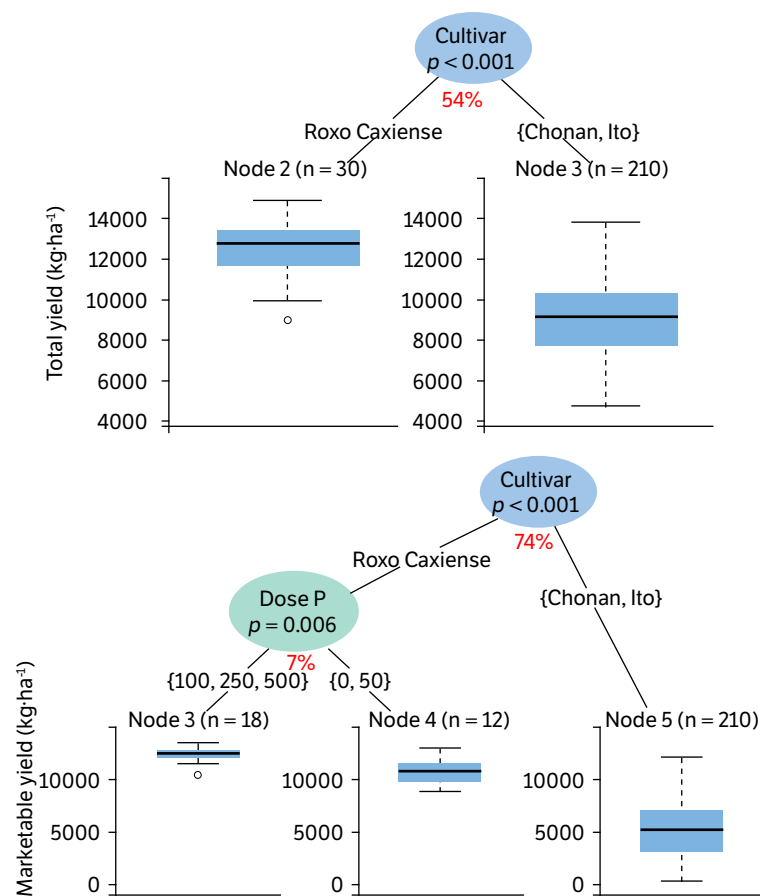 Cultivar
p < 0.001
54%
Roxo Caxiense
{Chonan, Ito}
Node 2 (n = 30)
Node 3 (n = 210)
Total yield (kg·ha⁻¹)
14000
12000
10000
8000
6000
4000
14000
12000
10000
8000
6000
4000
Cultivar
p < 0.001
74%
Roxo Caxiense
{Chonan, Ito}
Dose P
p = 0.006
7%
{100, 250, 500}
{0, 50}
Node 3 (n = 18)
Node 4 (n = 12)
Node 5 (n = 210)
Marketable yield (kg·ha⁻¹)
10000
5000
0
10000
5000
0
10000
5000
0